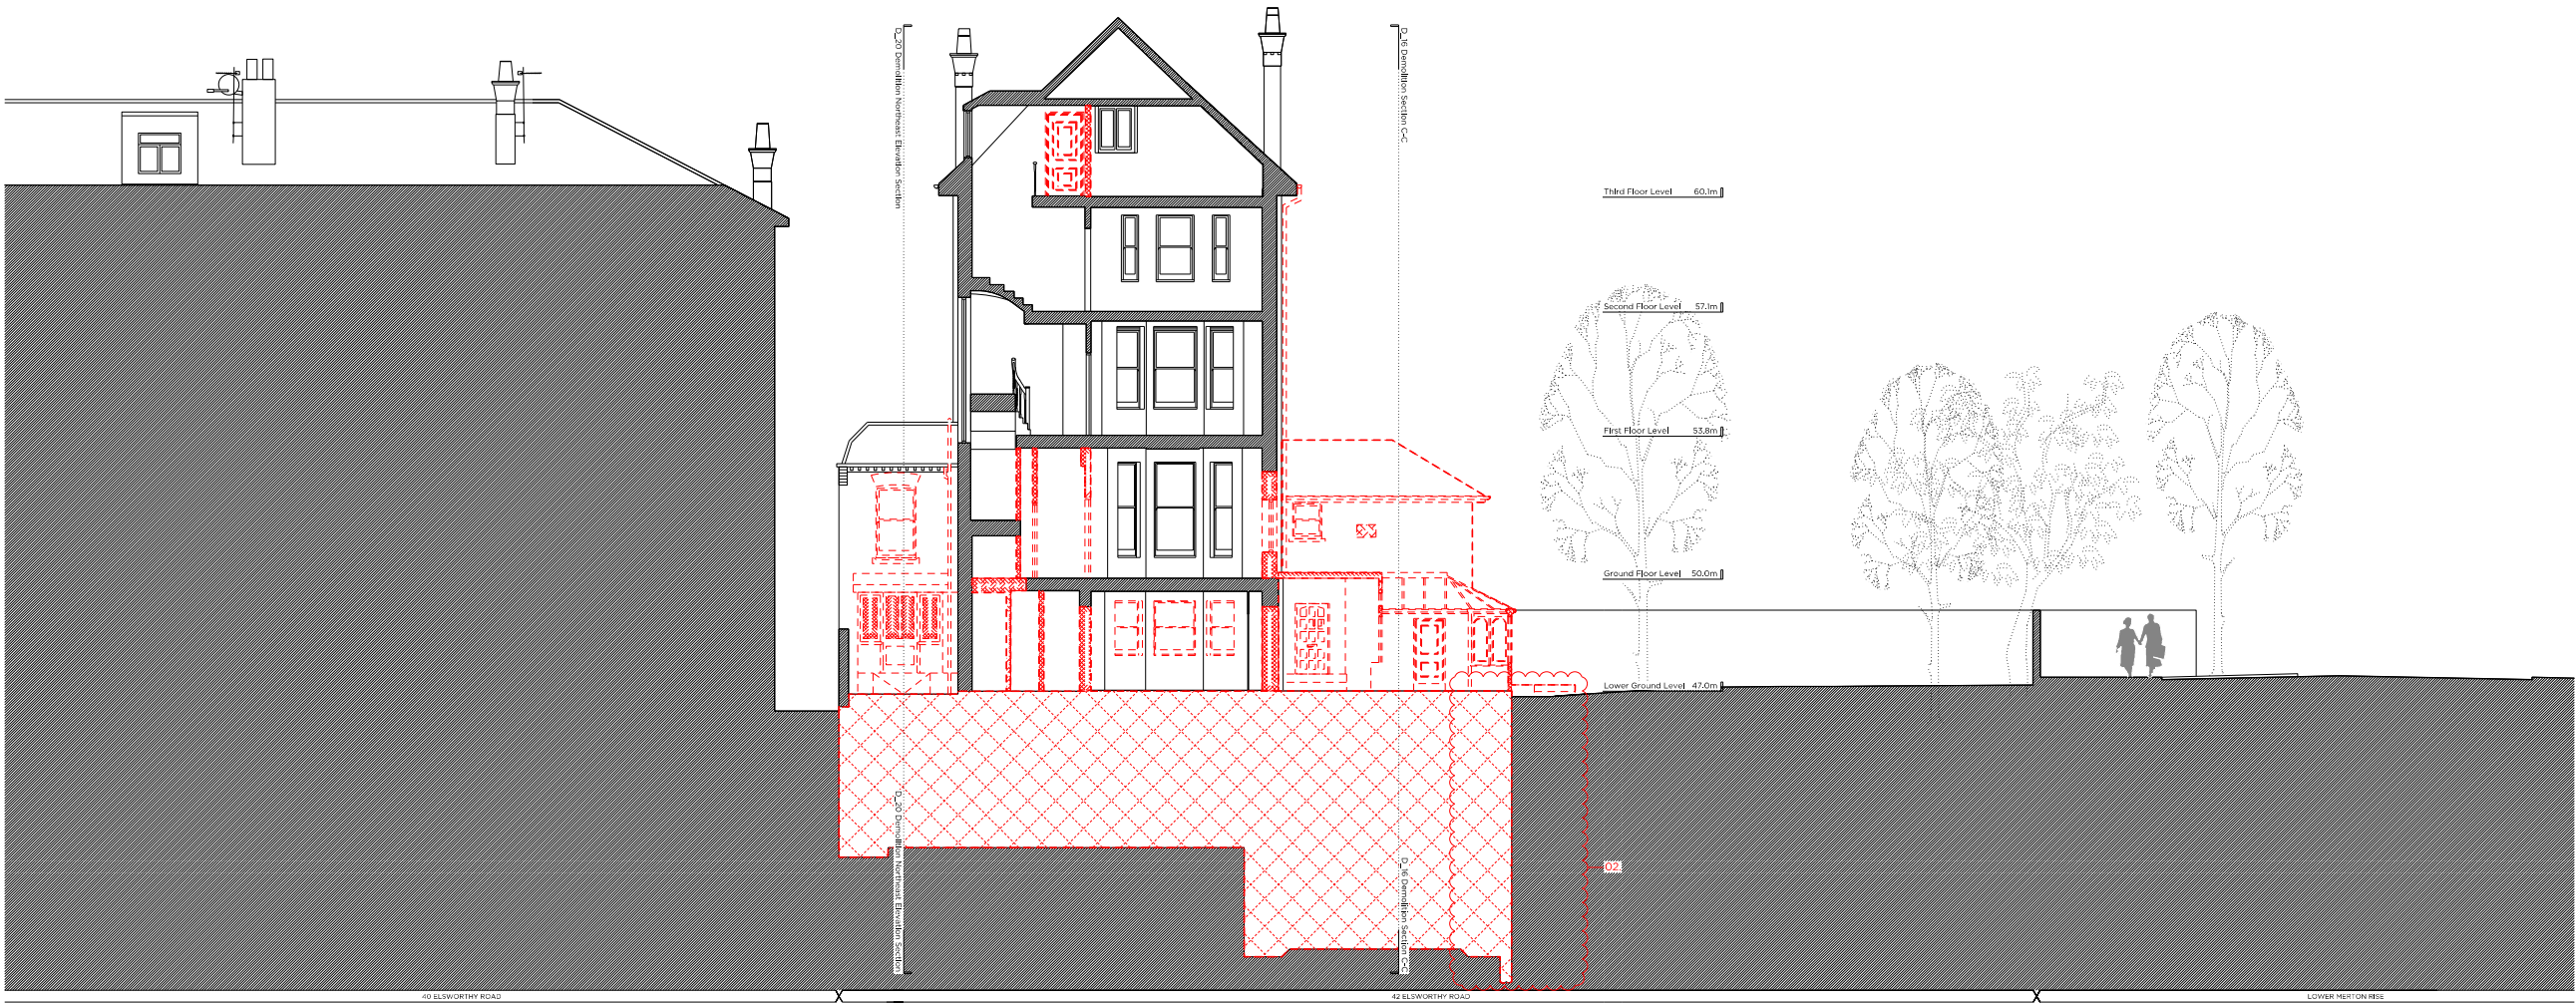 D_20 Demolition Northeast Elevation Section
D_16 Demolition Section C-C
Third Floor Level 60.1m
Second Floor Level 57.1m
First Floor Level 53.8m
Ground Floor Level 50.0m
Lower Ground Level 47.0m
D_20 Demolition Northeast Elevation Section
D_16 Demolition Section C-C
02
40 ELSWORTHY ROAD
42 ELSWORTHY ROAD
LOWER MERTON RISE